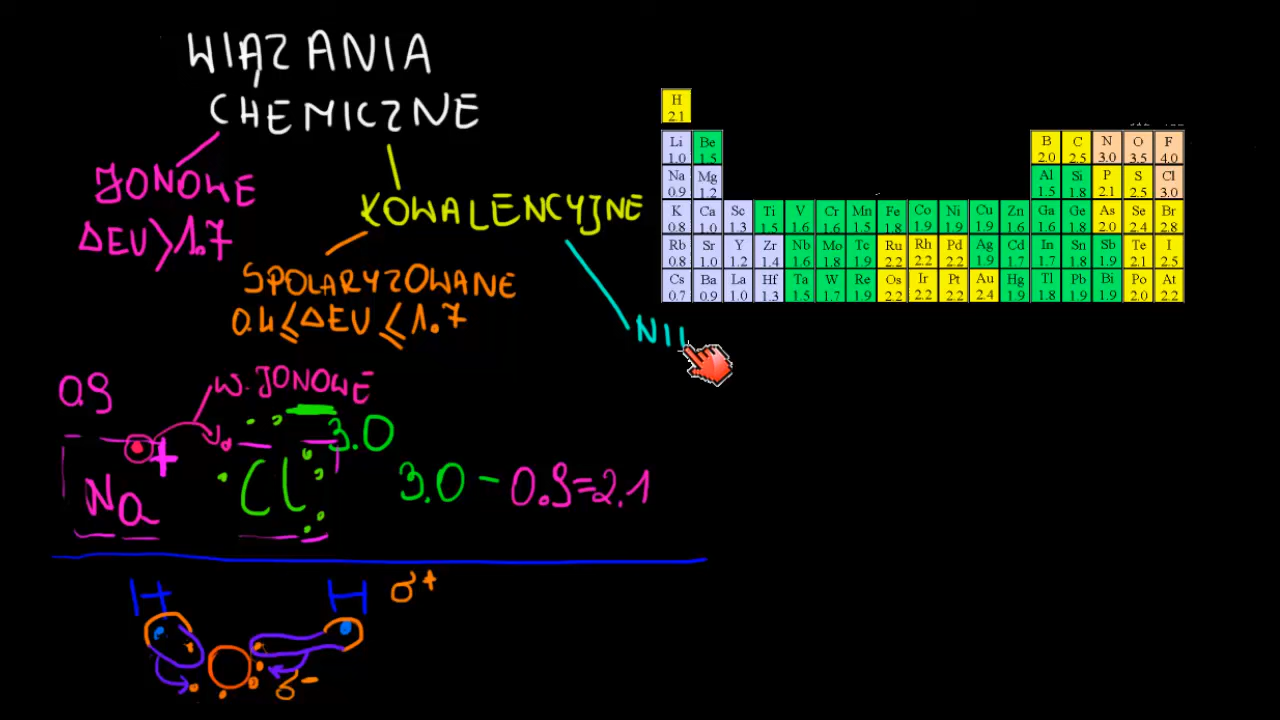 WIĄZANIA
CHEMICZNE
JONOWE
ΔEU>1.7
KOWALENCYJNE
SPOLARYZOWANE
0.4≤ΔEU≤1.7
H
2.1
Li Be B C N O F
1.0 1.5 2.0 2.5 3.0 3.5 4.0
Na Mg Al Si P S Cl
0.9 1.2 1.5 1.8 2.1 2.5 3.0
K Ca Sc Ti V Cr Mn Fe Co Ni Cu Zn Ga Ge As Se Br
0.8 1.0 1.3 1.5 1.6 1.6 1.5 1.8 1.9 1.9 1.9 1.6 1.6 1.8 2.0 2.4 2.8
Rb Sr Y Zr Nb Mo Tc Ru Rh Pd Ag Cd In Sn Sb Te I
0.8 1.0 1.2 1.4 1.6 1.8 1.9 2.2 2.2 2.2 1.9 1.7 1.7 1.8 1.9 2.1 2.5
Cs Ba La Hf Ta W Re Os Ir Pt Au Hg Tl Pb Bi Po At
0.7 0.9 1.0 1.3 1.5 1.7 1.9 2.2 2.2 2.2 2.4 1.9 1.8 1.9 1.9 2.0 2.2
NIL
0.9 W. JONOWE
3.0
Na + Cl
3.0 - 0.9=2.1
H H δ+
δ-